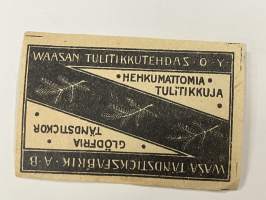 WAASAN TULITIKKUTEHDAS · O · Y
· HEHKUMATTOMIA
TULITIKKUJA ·
· GLÖDFRIA
TÄNDSTICKOR ·
WASA TÄNDSTICKSFABRIK · A · B